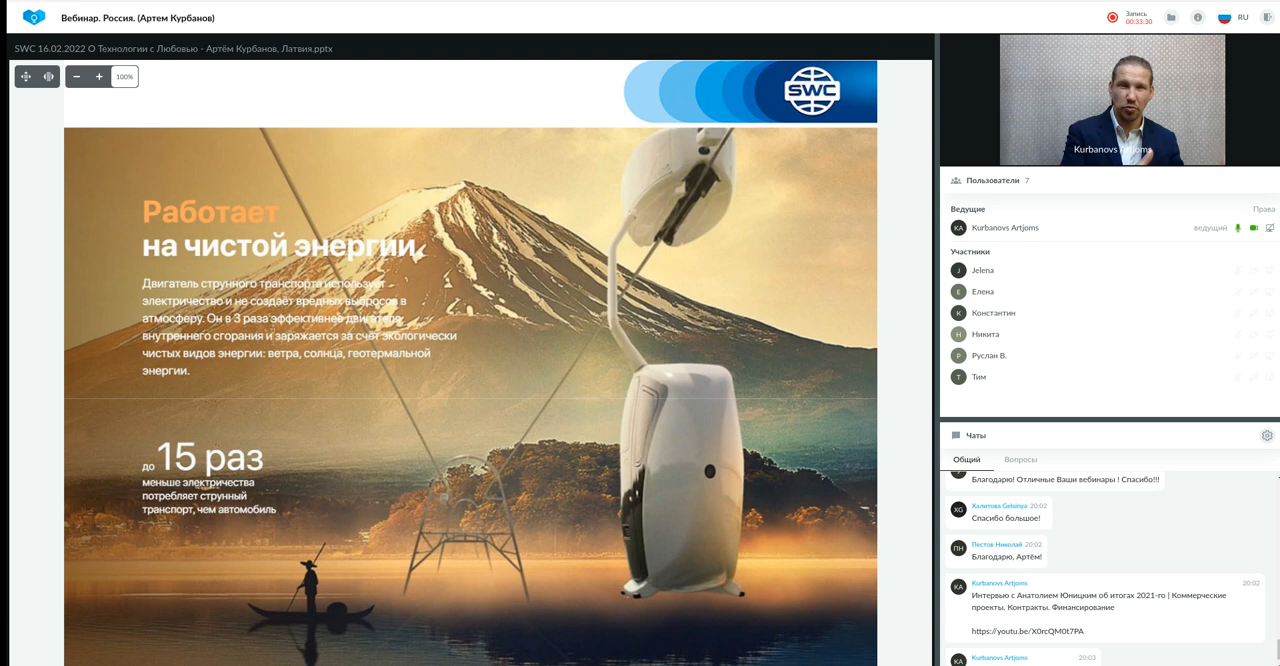 Вебинар. Россия. (Артем Курбанов)
Запись
00:33:30
RU
SWC 16.02.2022 О Технологии с Любовью - Артём Курбанов, Латвия.pptx
100%
SWC
Работает
на чистой энергии.
Двигатель струнного транспорта использует
электричество и не создаёт вредных выбросов в
атмосферу. Он в 3 раза эффективнее двигателя
внутреннего сгорания и заряжается за счёт экологически
чистых видов энергии: ветра, солнца, геотермальной
энергии.
до 15 раз
меньше электричества
потребляет струнный
транспорт, чем автомобиль
Kurbanovs Artjoms
Пользователи 7
Ведущие Права
KA Kurbanovs Artjoms ведущий
Участники
J Jelena
Е Елена
К Константин
Н Никита
Р Руслан В.
Т Тим
Чаты
Общий Вопросы
Благодарю! Отличные Ваши вебинары ! Спасибо!!!
XG Халитова Gelsinya 20:02
Спасибо большое!
ПН Пестов Николай 20:02
Благодарю, Артём!
KA Kurbanovs Artjoms 20:02
Интервью с Анатолием Юницким об итогах 2021-го | Коммерческие
проекты. Контракты. Финансирование
https://youtu.be/X0rcQM0t7PA
KA Kurbanovs Artjoms 20:03